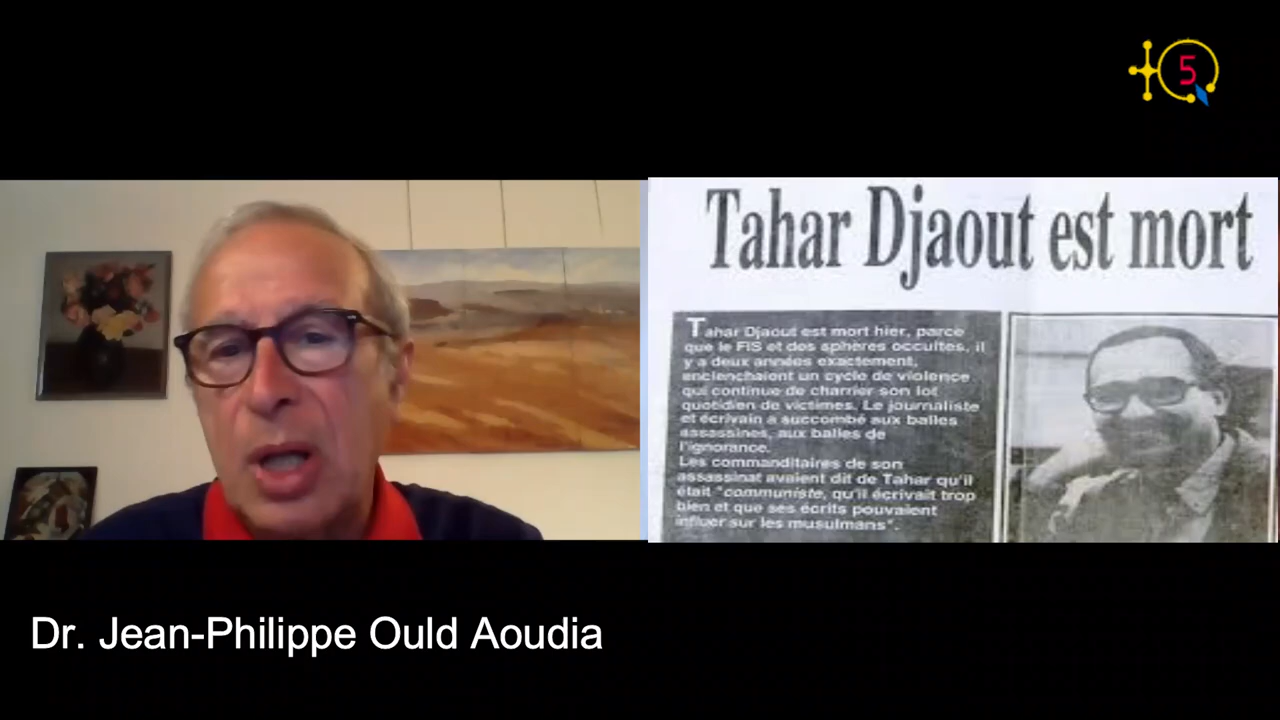 5
Tahar Djaout est mort
Tahar Djaout est mort hier, parce
que le FIS et des sphères occultes, il
y a deux années exactement,
enclenchaient un cycle de violence
qui continue de charrier son lot
quotidien de victimes. Le journaliste
et écrivain a succombé aux balles
assassines, aux balles de
l'ignorance.
Les commanditaires de son
assassinat avaient dit de Tahar qu'il
était "communiste, qu'il écrivait trop
bien et que ses écrits pouvaient
influer sur les musulmans".
Dr. Jean-Philippe Ould Aoudia